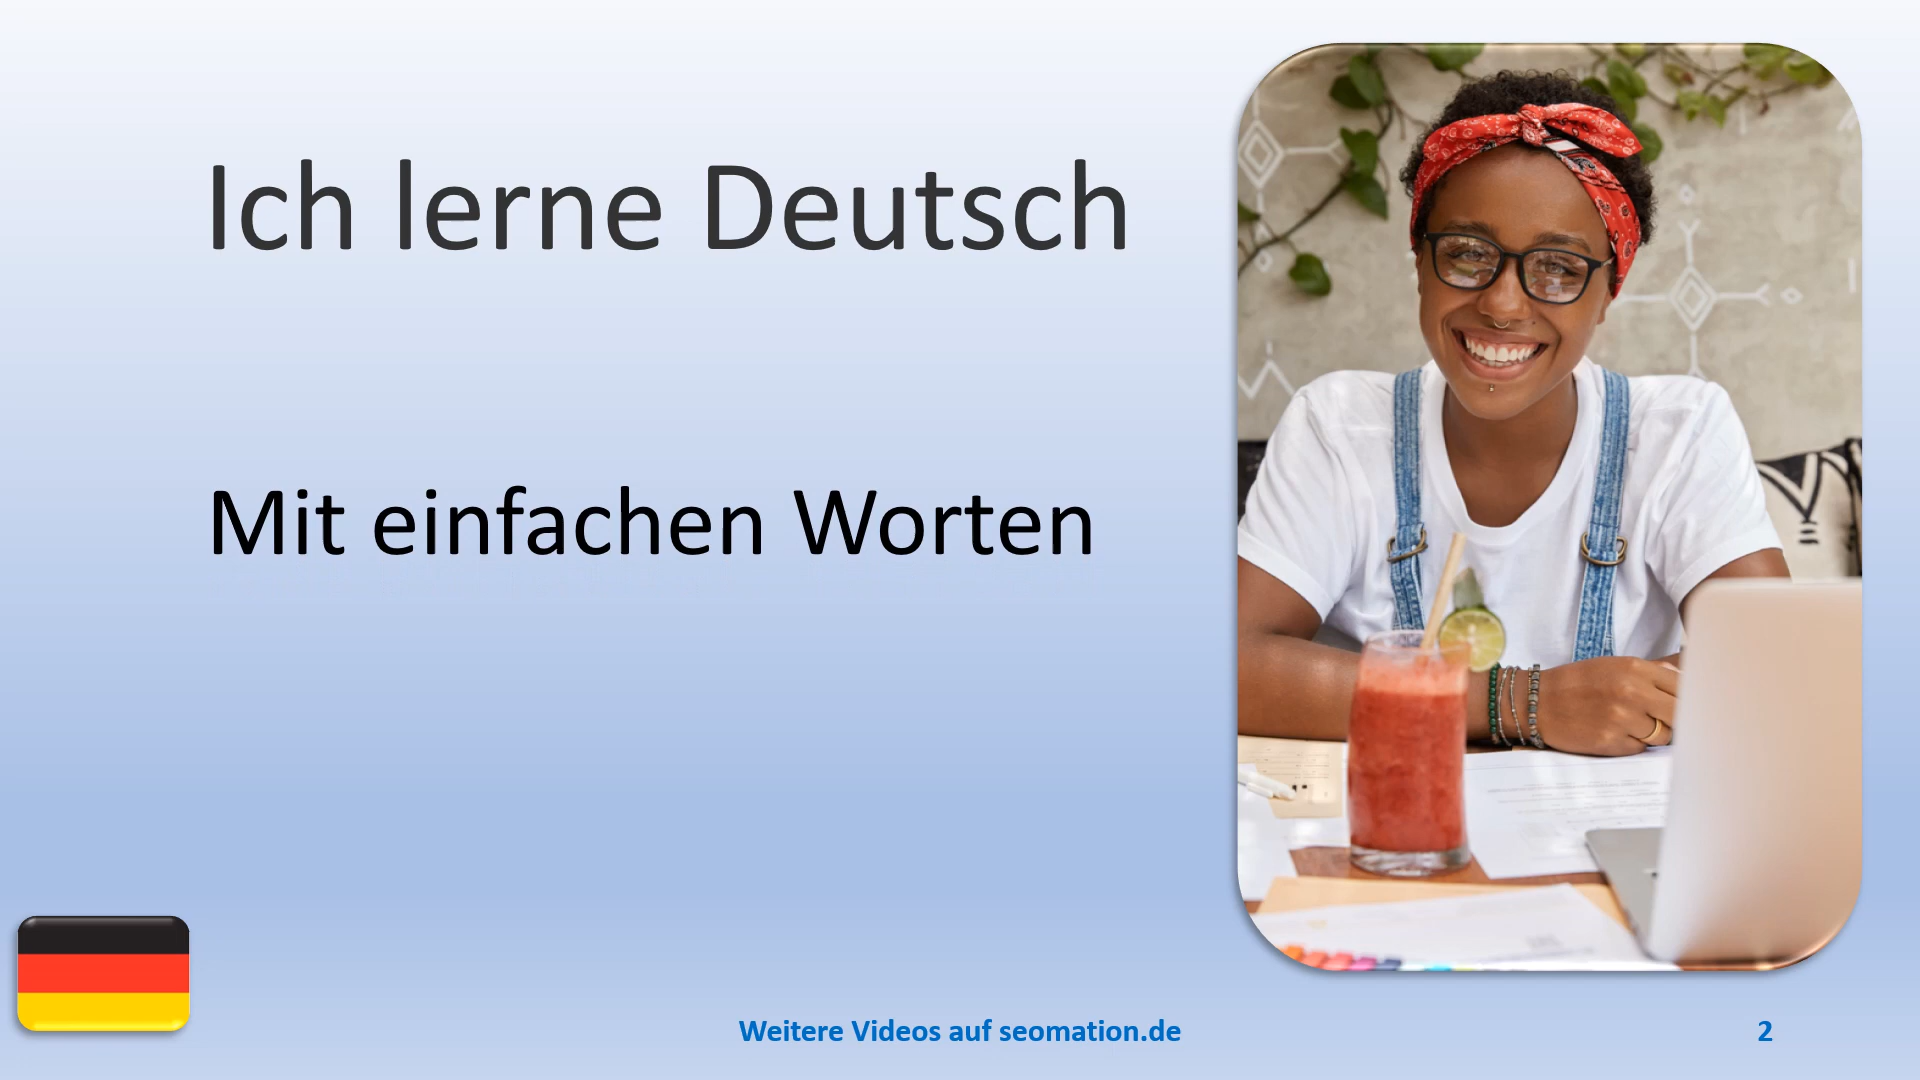 Ich lerne Deutsch
Mit einfachen Worten
Weitere Videos auf seomation.de
2